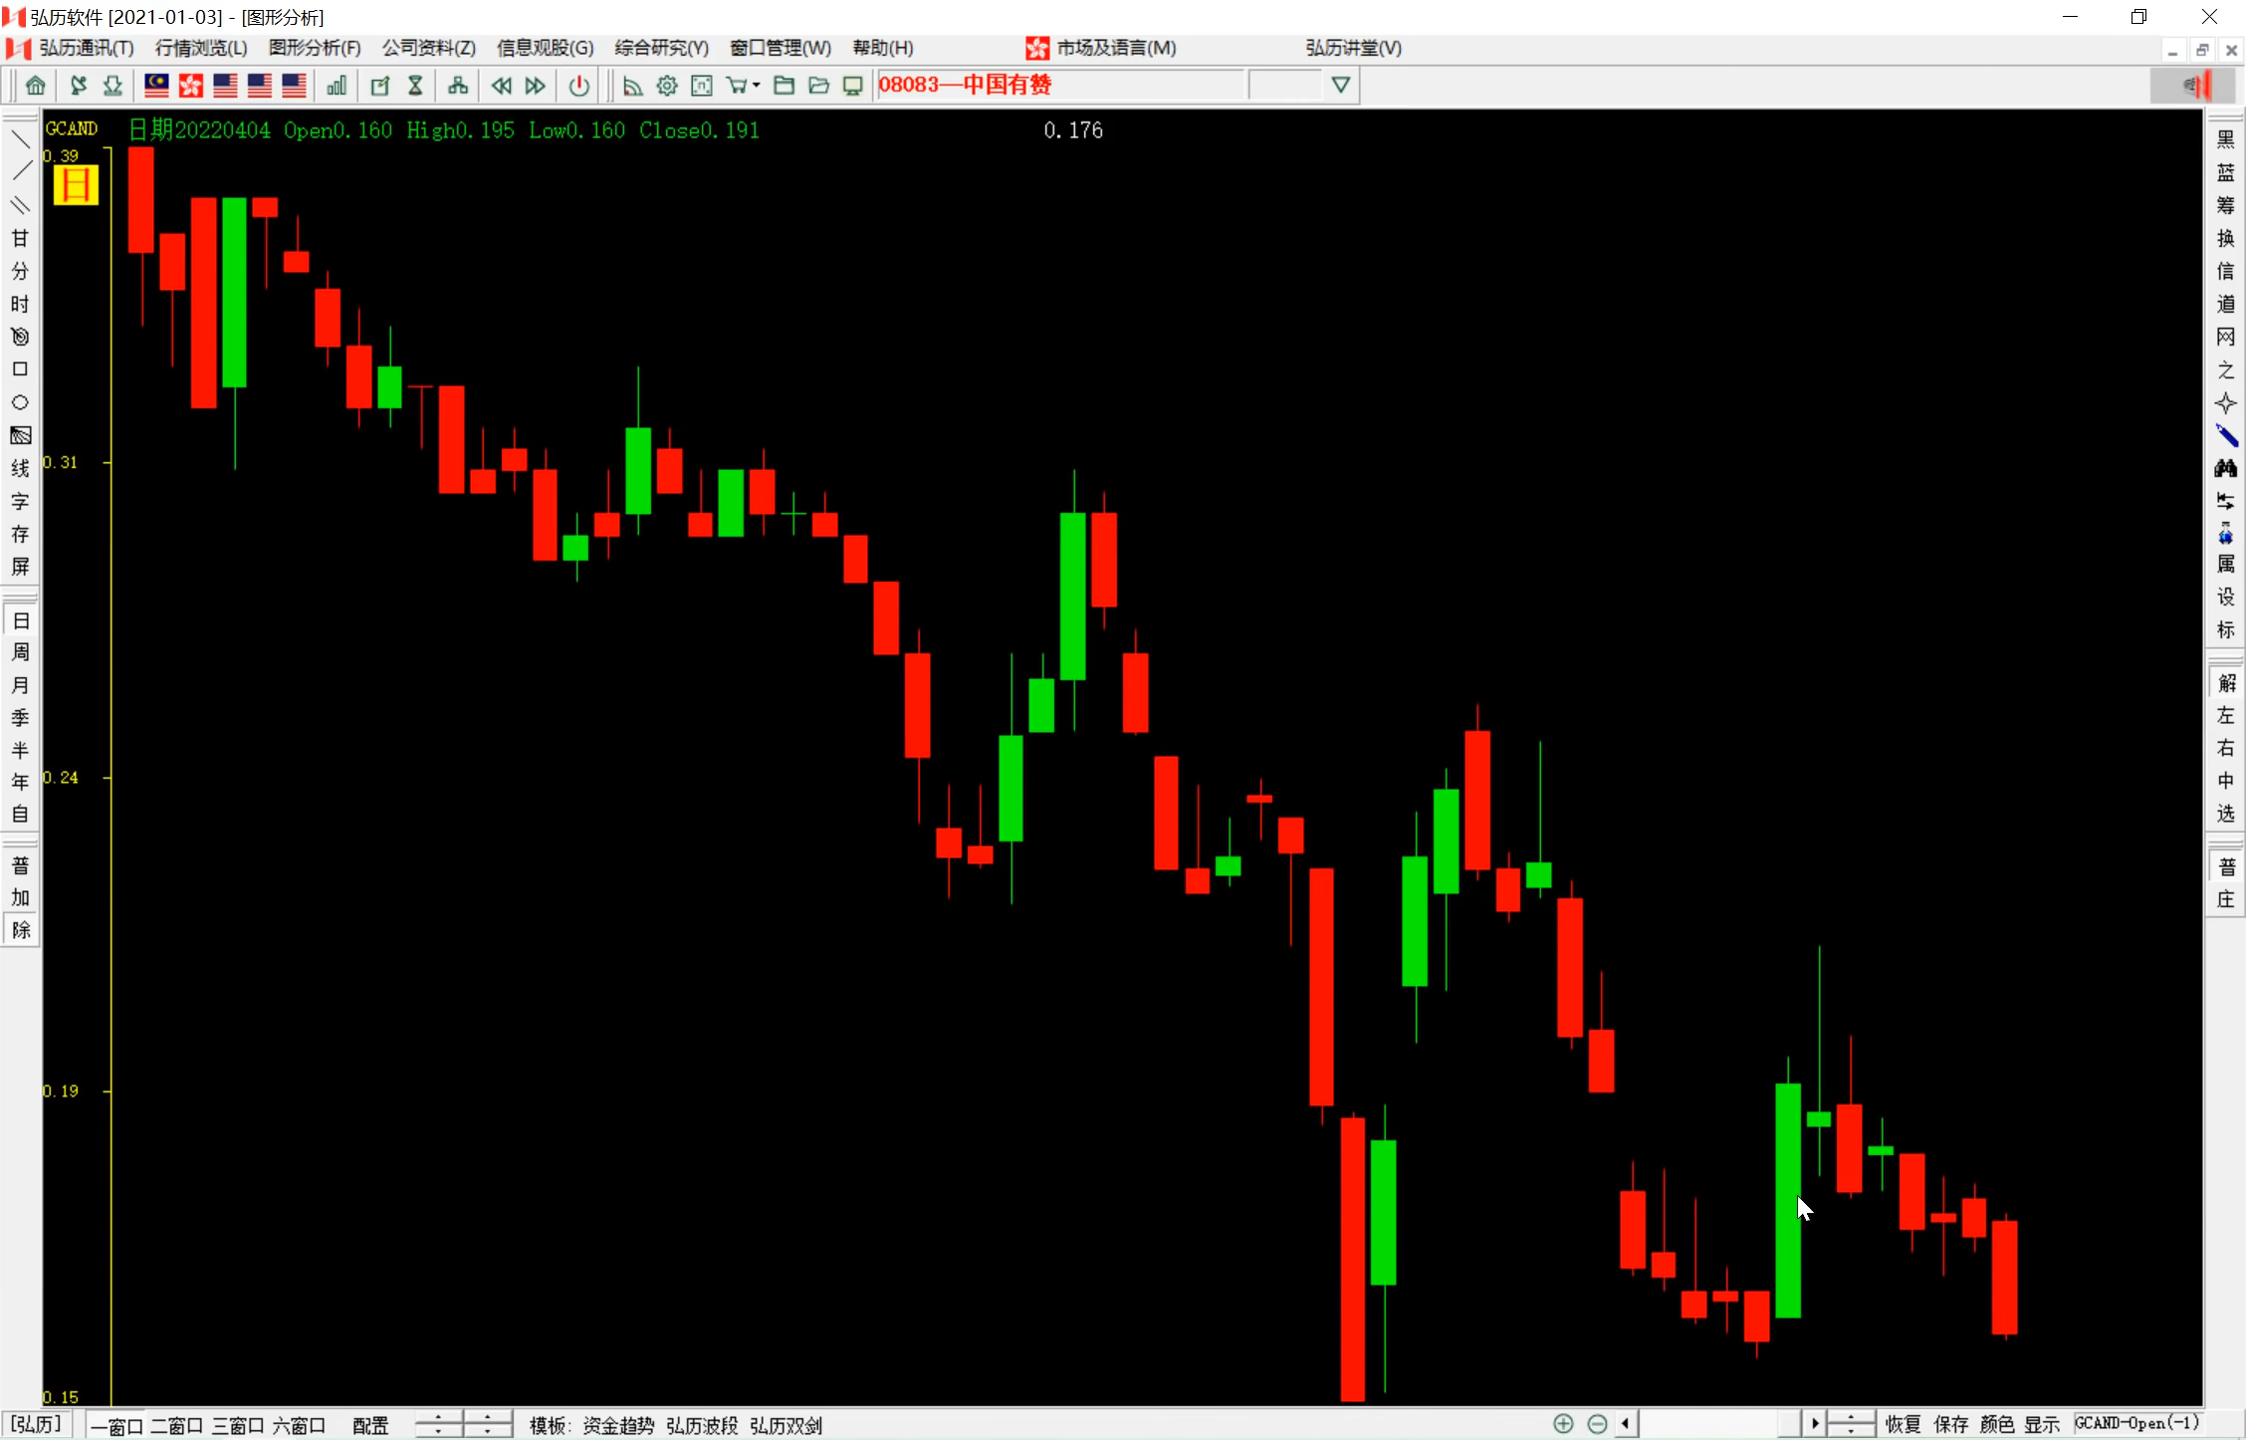 弘历软件 [2021-01-03] - [图形分析]
弘历通讯(T) 行情浏览(L) 图形分析(F) 公司资料(Z) 信息观股(G) 综合研究(Y) 窗口管理(W) 帮助(H) 市场及语言(M) 弘历讲堂(V)
08083—中国有赞
GCAND 日期20220404 Open0.160 High0.195 Low0.160 Close0.191 0.176
0.39
日
0.31
0.24
0.19
0.15
甘
分
时
线
字
存
屏
日
周
月
季
半
年
自
普
加
除
黑
蓝
筹
换
信
道
网
之
属
设
标
解
左
右
中
选
普
庄
[弘历] 一窗口 二窗口 三窗口 六窗口 配置 模板: 资金趋势 弘历波段 弘历双剑 恢复 保存 颜色 显示 GCAND-Open(-1)